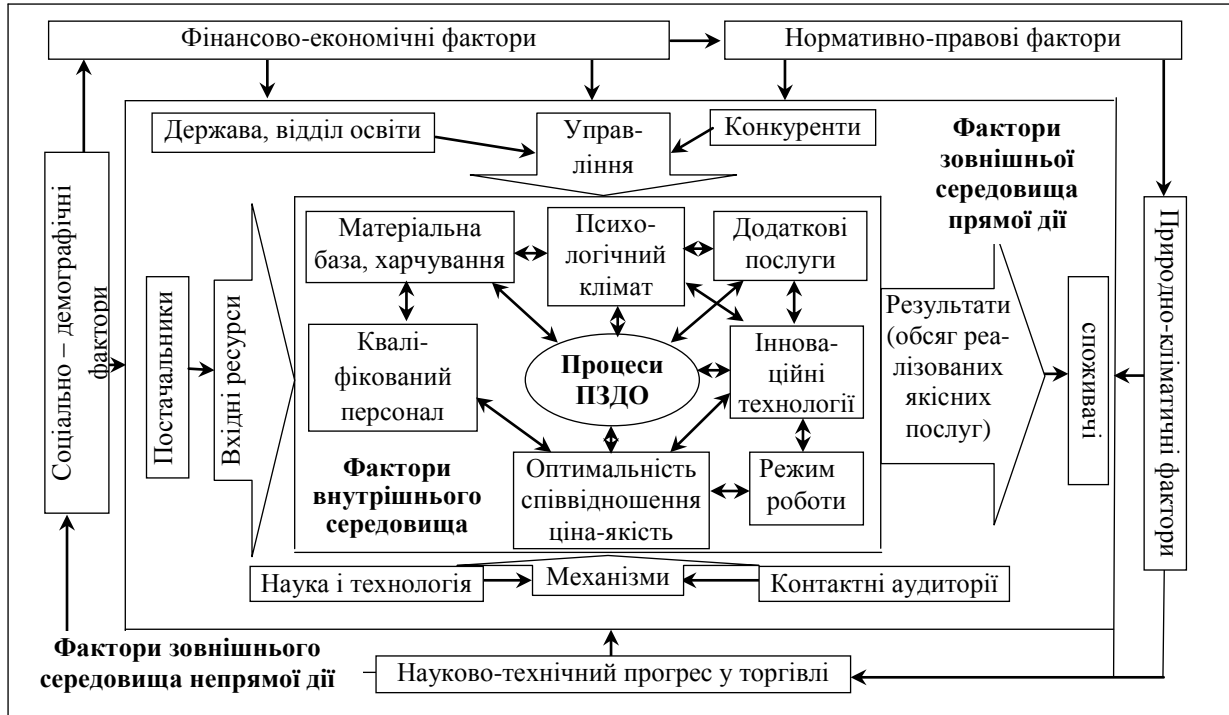 Фінансово-економічні фактори
Нормативно-правові фактори
Держава, відділ освіти
Управ-
ління
Конкуренти
Фактори
зовнішньої
середовища
прямої дії
Соціально – демографічні
фактори
Постачальники
Вхідні ресурси
Матеріальна
база, харчування
Психо-
логічний
клімат
Додаткові
послуги
Квалі-
фікований
персонал
Процеси
ПЗДО
Іннова-
ційні
технології
Результати
(обсяг реа-
лізованих
якісних
послуг)
споживачі
Природно-кліматичні фактори
Фактори
внутрішнього
середовища
Оптимальність
співвідношення
ціна-якість
Режим
роботи
Наука і технологія
Механізми
Контактні аудиторії
Фактори зовнішнього
середовища непрямої дії
Науково-технічний прогрес у торгівлі